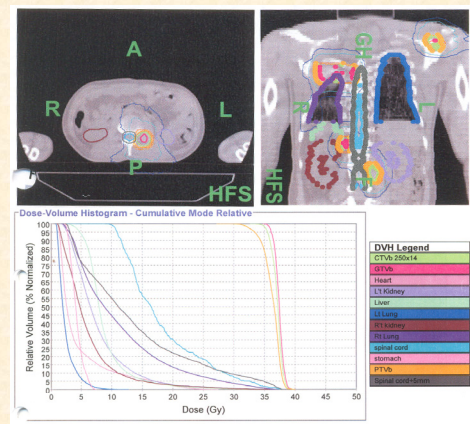 A
R
L
P
HFS
GH
R
L
HFS
F
Dose-Volume Histogram - Cumulative Mode Relative
Relative Volume (% Normalized)
100
95
90
85
80
75
70
65
60
55
50
45
40
35
30
25
20
15
10
5
0
0 5 10 15 20 25 30 35 40 45 50
Dose (Gy)
DVH Legend
CTVb 250x14
GTVb
Heart
L't Kidney
Liver
Lt Lung
R't kidney
Rt Lung
spinal cord
stomach
PTVb
Spinal cord+5mm